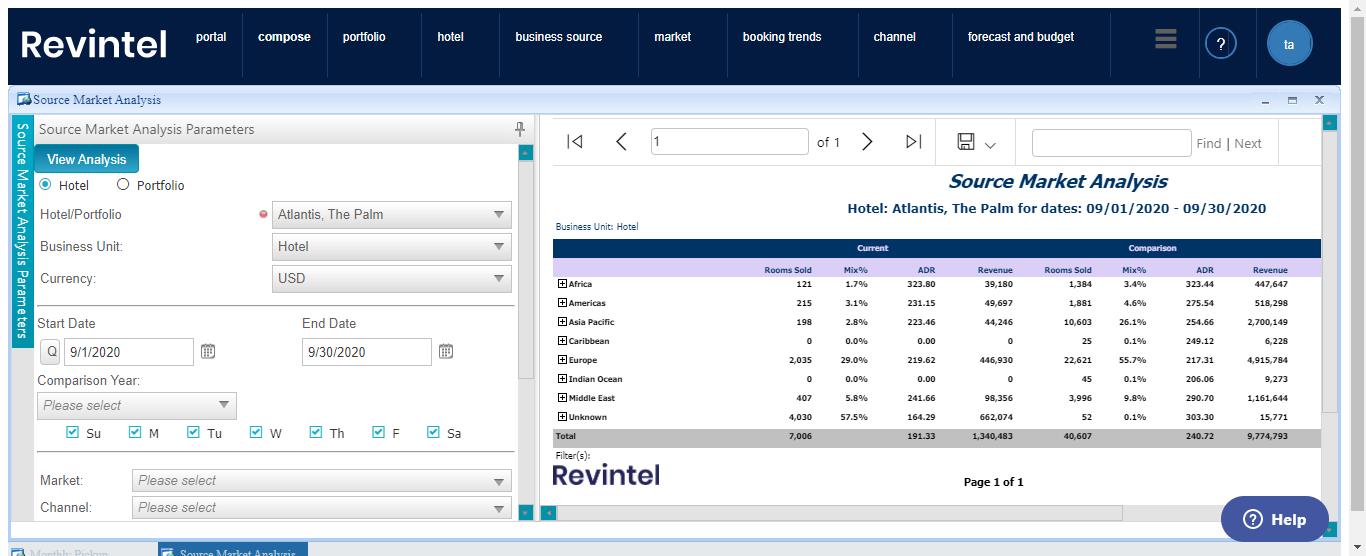 Revintel portal compose portfolio hotel business source market booking trends channel forecast and budget ? ta
Source Market Analysis
Source Market Analysis Parameters
Source Market Analysis Parameters
View Analysis
Hotel Portfolio
Hotel/Portfolio Atlantis, The Palm
Business Unit: Hotel
Currency: USD
Start Date End Date
Q 9/1/2020 9/30/2020
Comparison Year:
Please select
Su M Tu W Th F Sa
Market: Please select
Channel: Please select
1 of 1 Find | Next
Source Market Analysis
Hotel: Atlantis, The Palm for dates: 09/01/2020 - 09/30/2020
Business Unit: Hotel
Current Comparison
Rooms Sold Mix% ADR Revenue Rooms Sold Mix% ADR Revenue
Africa 121 1.7% 323.80 39,180 1,384 3.4% 323.44 447,647
Americas 215 3.1% 231.15 49,697 1,881 4.6% 275.54 518,298
Asia Pacific 198 2.8% 223.46 44,246 10,603 26.1% 254.66 2,700,149
Caribbean 0 0.0% 0.00 0 25 0.1% 249.12 6,228
Europe 2,035 29.0% 219.62 446,930 22,621 55.7% 217.31 4,915,784
Indian Ocean 0 0.0% 0.00 0 45 0.1% 206.06 9,273
Middle East 407 5.8% 241.66 98,356 3,996 9.8% 290.70 1,161,644
Unknown 4,030 57.5% 164.29 662,074 52 0.1% 303.30 15,771
Total 7,006 191.33 1,340,483 40,607 240.72 9,774,793
Filter(s):
Revintel
Page 1 of 1
? Help
Monthly Pickup Source Market Analysis